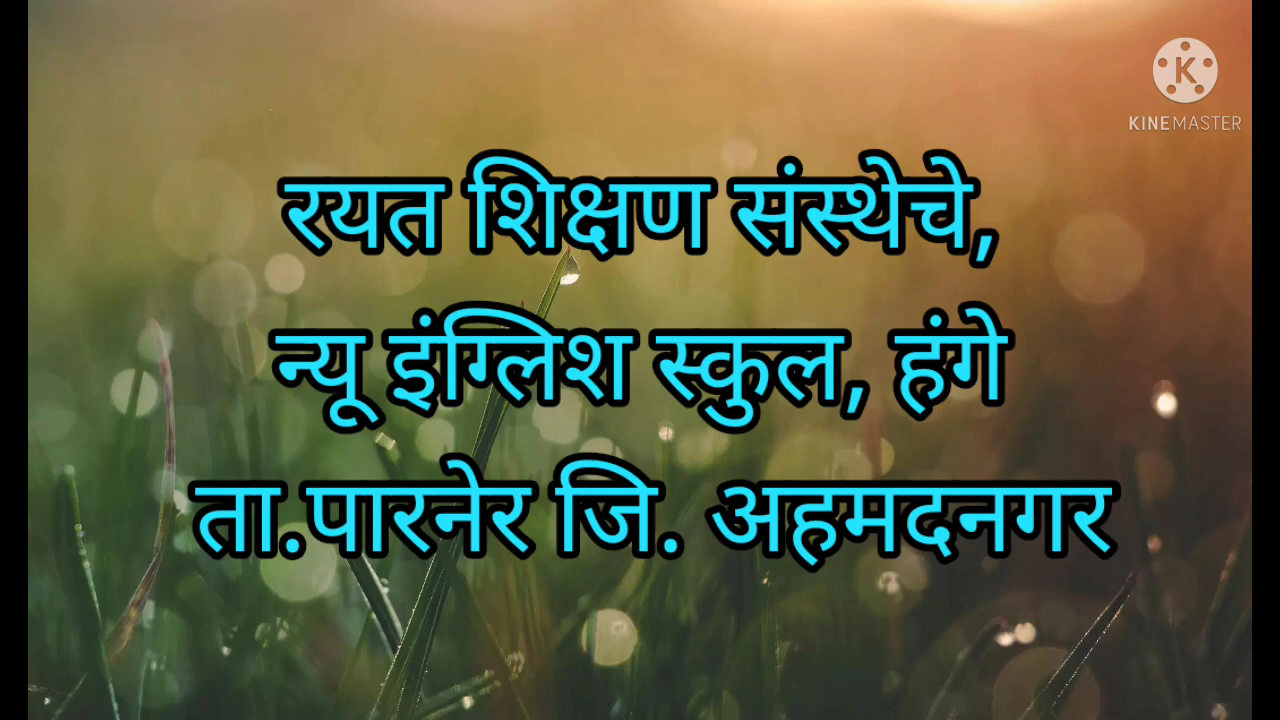 KINEMASTER
रयत शिक्षण संस्थेचे,
न्यू इंग्लिश स्कुल, हंगे
ता.पारनेर जि. अहमदनगर